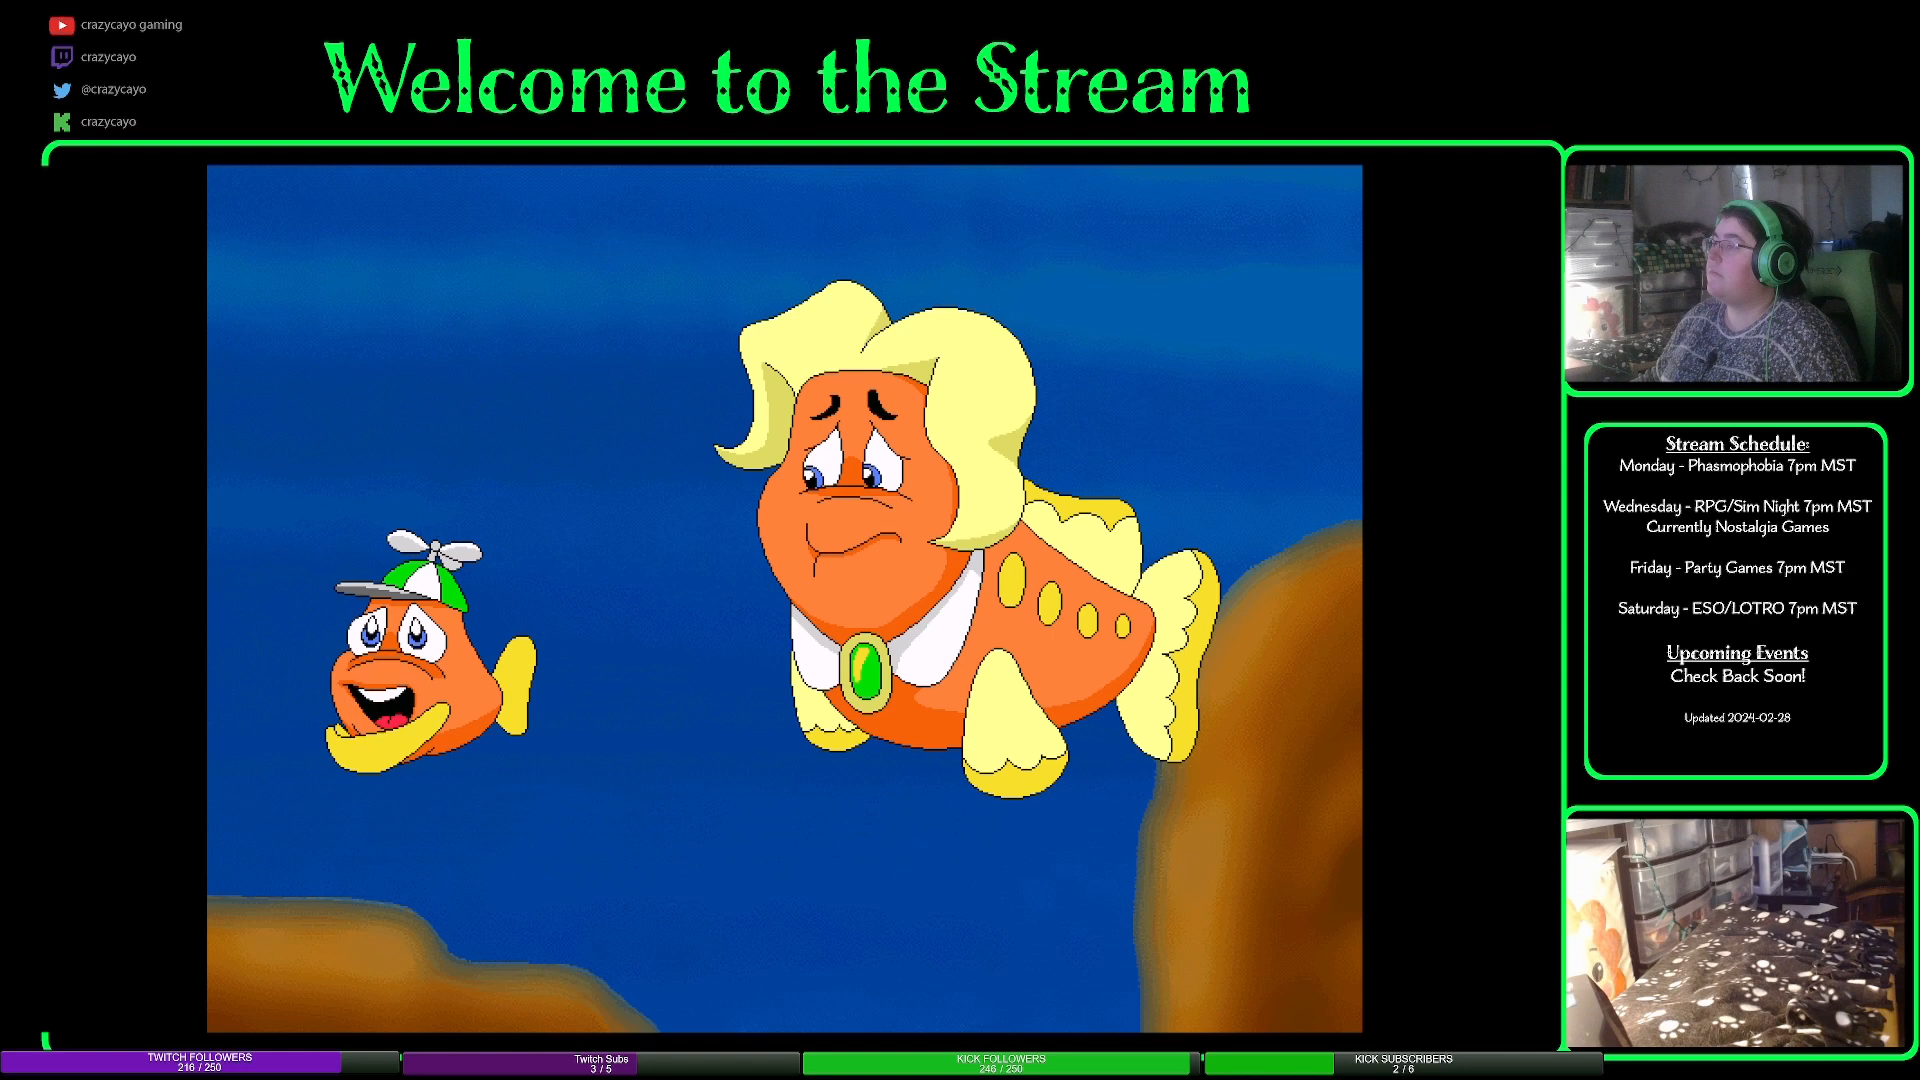 crazycayo gaming
crazycayo
@crazycayo
crazycayo
Welcome to the Stream
Stream Schedule:
Monday - Phasmophobia 7pm MST
Wednesday - RPG/Sim Night 7pm MST
Currently Nostalgia Games
Friday - Party Games 7pm MST
Saturday - ESO/LOTRO 7pm MST
Upcoming Events
Check Back Soon!
Updated 2024-02-28
TWITCH FOLLOWERS
216 / 250
Twitch Subs
3 / 5
KICK FOLLOWERS
246 / 250
KICK SUBSCRIBERS
2 / 6